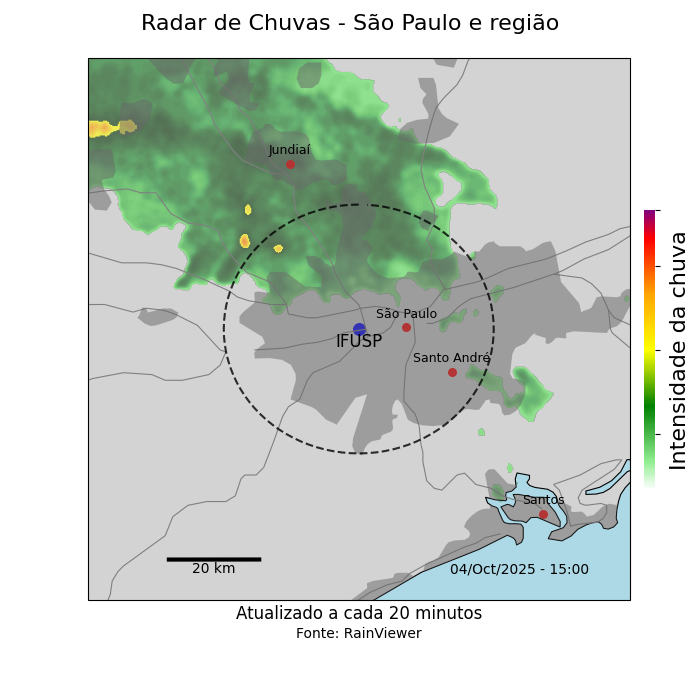 Radar de Chuvas - São Paulo e região
Jundiaí
São Paulo
IFUSP
Santo André
Santos
20 km
04/Oct/2025 - 15:00
Intensidade da chuva
Atualizado a cada 20 minutos
Fonte: RainViewer